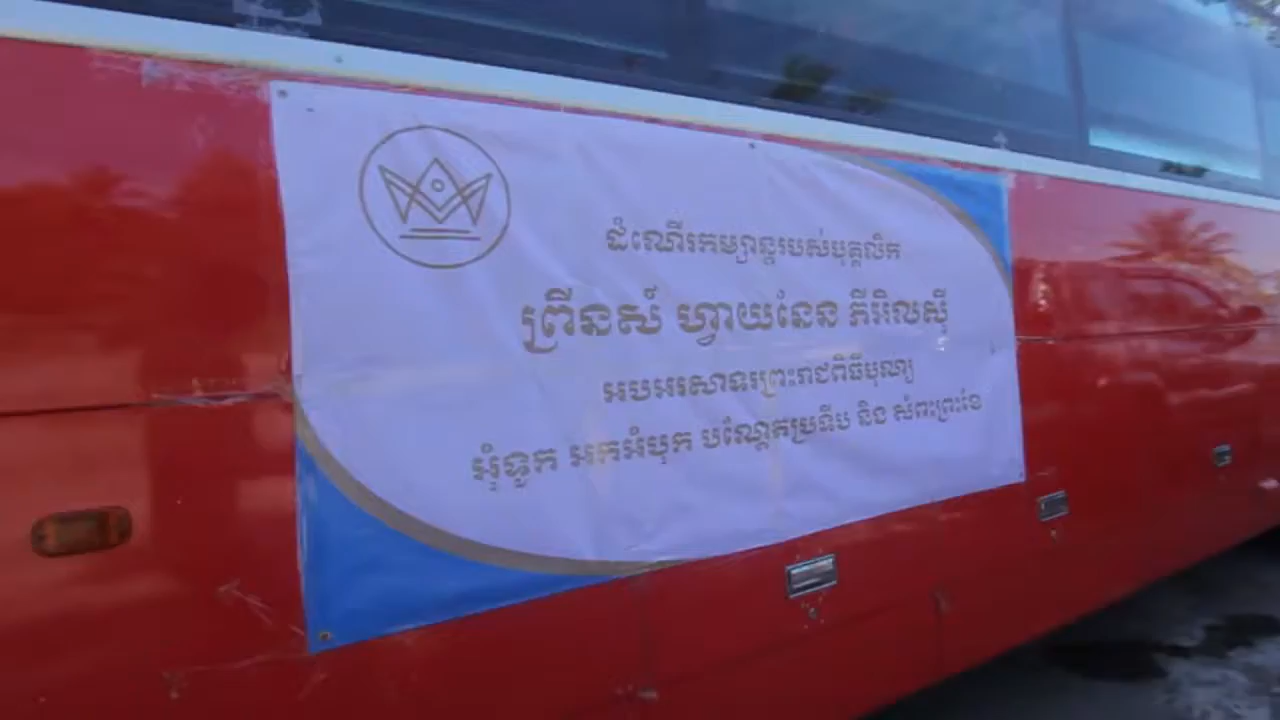 ដំណើរកម្សាន្តរបស់បុគ្គលិក
ព្រីនស៍ ហ្វាយនែន ភីអិលស៊ី
អបអរសាទរព្រះរាជពិធីបុណ្យ
អុំទូក អកអំបុក បណ្តែតប្រទីប និង សំពះព្រះខែ